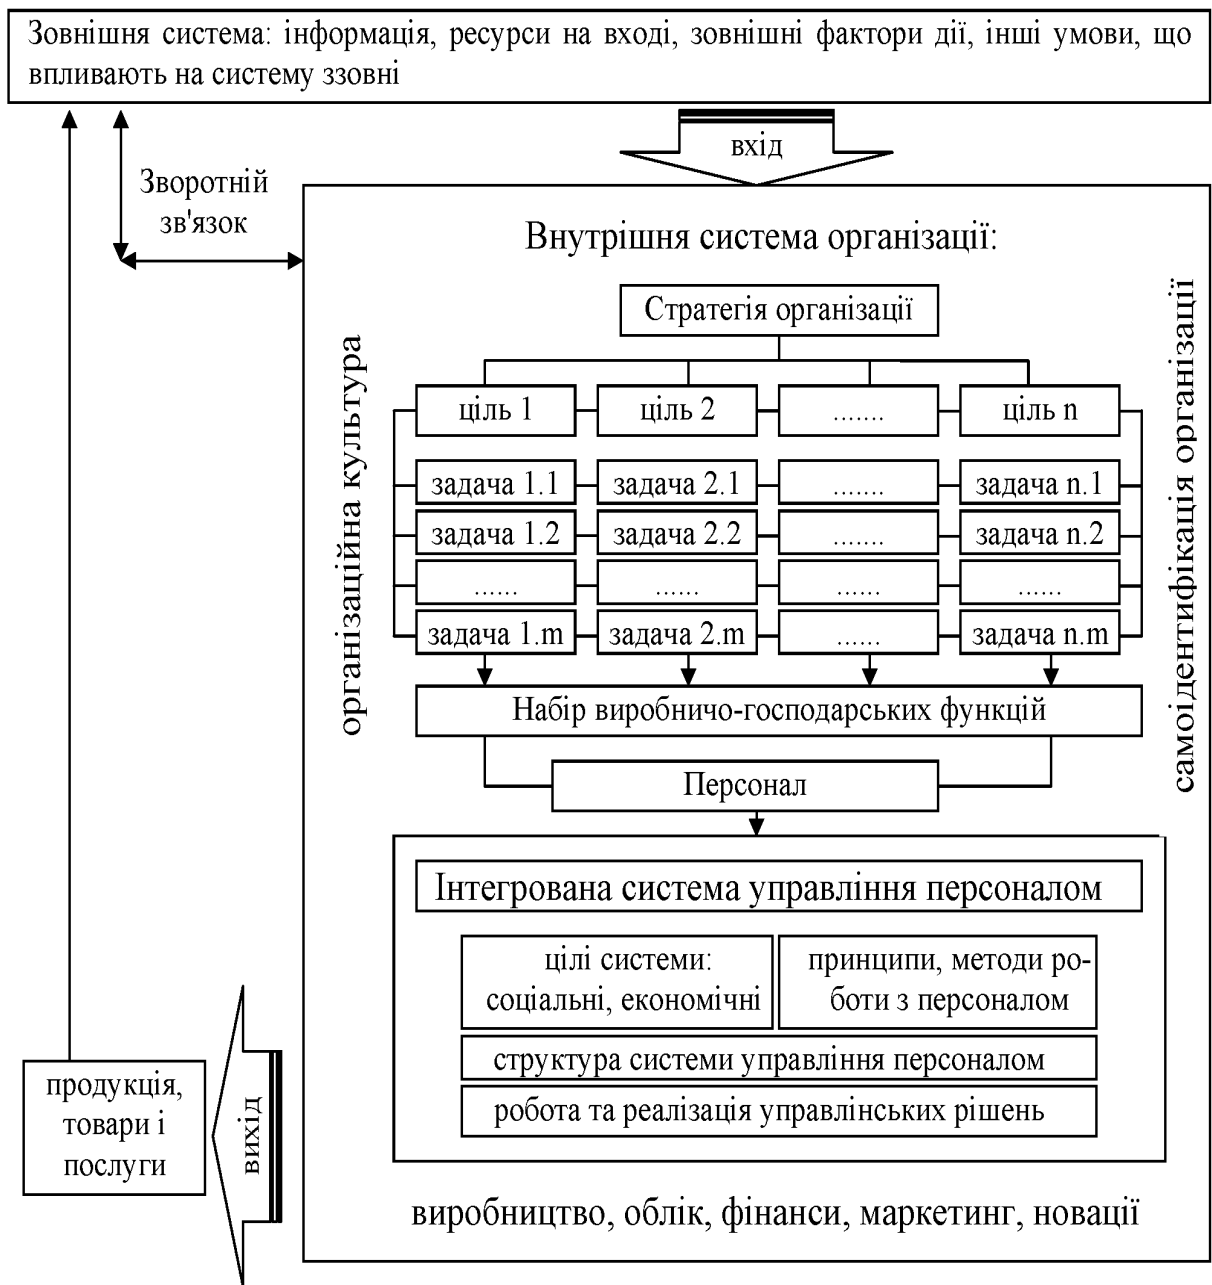 Зовнішня система: інформація, ресурси на вході, зовнішні фактори дії, інші умови, що
впливають на систему ззовні
вхід
Зворотній
зв'язок
Внутрішня система організації:
Стратегія організації
організаційна культура
самоідентифікація організації
ціль 1
ціль 2
.......
ціль n
задача 1.1
задача 2.1
.......
задача n.1
задача 1.2
задача 2.2
.......
задача n.2
......
......
......
......
задача 1.m
задача 2.m
......
задача n.m
Набір виробничо-господарських функцій
Персонал
Інтегрована система управління персоналом
цілі системи:
соціальні, економічні
принципи, методи ро-
боти з персоналом
структура системи управління персоналом
робота та реалізація управлінських рішень
продукція,
товари і
послуги
вихід
виробництво, облік, фінанси, маркетинг, новації